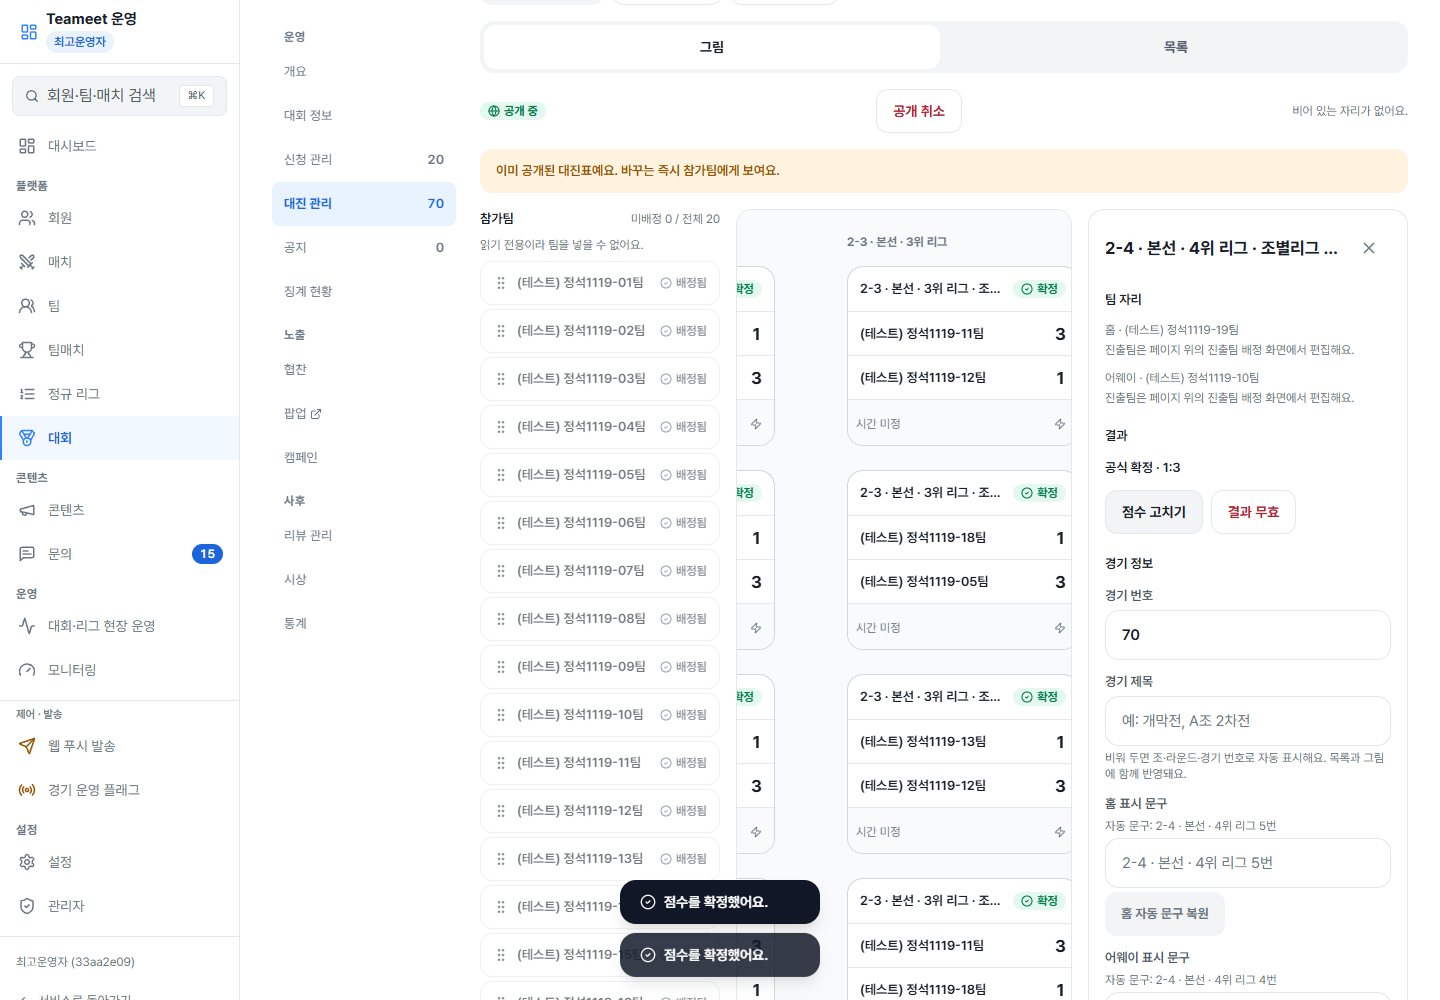 Teameet 운영
최고운영자
회원·팀·매치 검색
⌘K
대시보드
플랫폼
회원
매치
팀
팀매치
정규 리그
대회
콘텐츠
콘텐츠
문의
15
운영
대회·리그 현장 운영
모니터링
제어 · 발송
웹 푸시 발송
경기 운영 플래그
설정
설정
관리자
최고운영자 (33aa2e09)
운영
개요
대회 정보
신청 관리
20
대진 관리
70
공지
0
징계 현황
노출
협찬
팝업
캠페인
사후
리뷰 관리
시상
통계
그림
목록
공개 중
공개 취소
비어 있는 자리가 없어요.
이미 공개된 대진표예요. 바꾸는 즉시 참가팀에게 보여요.
참가팀
미배정 0 / 전체 20
읽기 전용이라 팀을 넣을 수 없어요.
(테스트) 정석1119-01팀
배정됨
(테스트) 정석1119-02팀
배정됨
(테스트) 정석1119-03팀
배정됨
(테스트) 정석1119-04팀
배정됨
(테스트) 정석1119-05팀
배정됨
(테스트) 정석1119-06팀
배정됨
(테스트) 정석1119-07팀
배정됨
(테스트) 정석1119-08팀
배정됨
(테스트) 정석1119-09팀
배정됨
(테스트) 정석1119-10팀
배정됨
(테스트) 정석1119-11팀
배정됨
(테스트) 정석1119-12팀
배정됨
(테스트) 정석1119-13팀
배정됨
(테스트) 정석1119-
(테스트) 정석1119-15팀
확정
1
3
확정
1
3
확정
1
3
1
2-3 · 본선 · 3위 리그
2-3 · 본선 · 3위 리그 · 조...
확정
(테스트) 정석1119-11팀
3
(테스트) 정석1119-12팀
1
시간 미정
2-3 · 본선 · 3위 리그 · 조...
확정
(테스트) 정석1119-18팀
1
(테스트) 정석1119-05팀
3
시간 미정
2-3 · 본선 · 3위 리그 · 조...
확정
(테스트) 정석1119-13팀
1
(테스트) 정석1119-12팀
3
시간 미정
2-3 · 본선 · 3위 리그 · 조...
확정
(테스트) 정석1119-11팀
3
(테스트) 정석1119-18팀
1
점수를 확정했어요.
점수를 확정했어요.
2-4 · 본선 · 4위 리그 · 조별리그 ...
팀 자리
홈 · (테스트) 정석1119-19팀
진출팀은 페이지 위의 진출팀 배정 화면에서 편집해요.
어웨이 · (테스트) 정석1119-10팀
진출팀은 페이지 위의 진출팀 배정 화면에서 편집해요.
결과
공식 확정 · 1:3
점수 고치기
결과 무효
경기 정보
경기 번호
70
경기 제목
예: 개막전, A조 2차전
비워 두면 조·라운드·경기 번호로 자동 표시해요. 목록과 그림
에 함께 반영돼요.
홈 표시 문구
자동 문구: 2-4 · 본선 · 4위 리그 5번
2-4 · 본선 · 4위 리그 5번
홈 자동 문구 복원
어웨이 표시 문구
자동 문구: 2-4 · 본선 · 4위 리그 4번